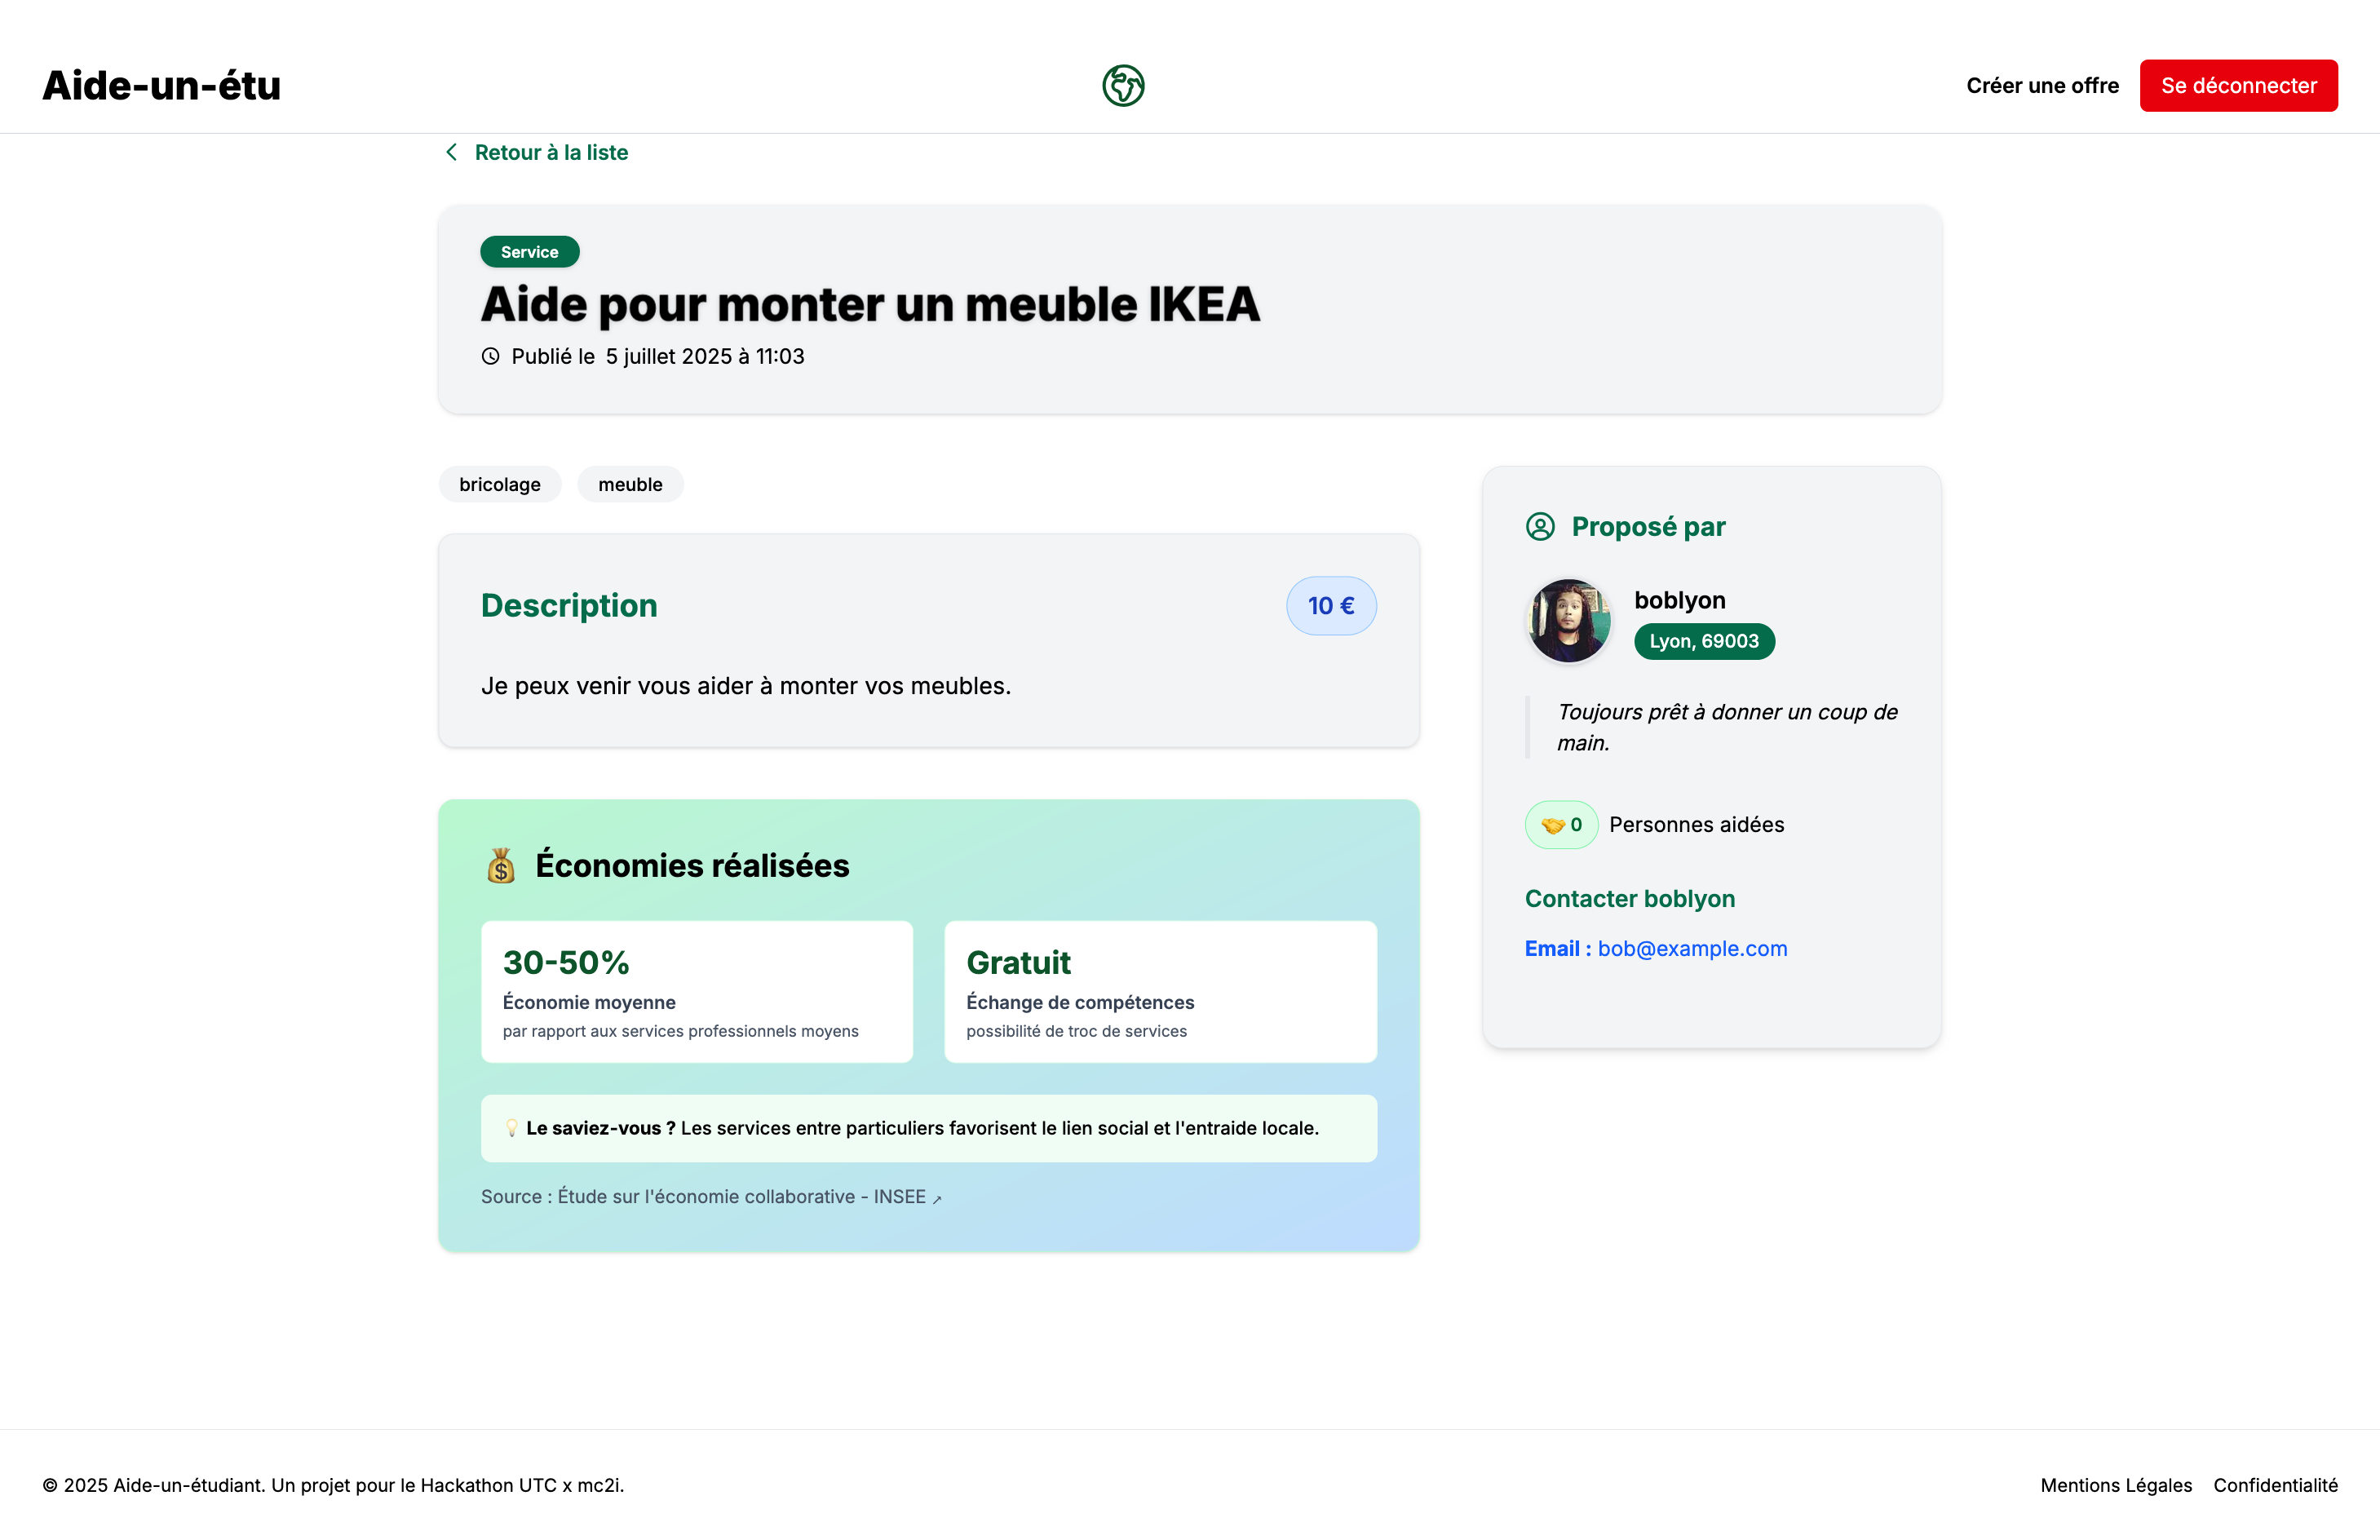 Aide-un-étu
Créer une offre
Se déconnecter
Retour à la liste
Service
Aide pour monter un meuble IKEA
Publié le 5 juillet 2025 à 11:03
bricolage
meuble
Description
10 €
Je peux venir vous aider à monter vos meubles.
💰 Économies réalisées
30-50%
Économie moyenne
par rapport aux services professionnels moyens
Gratuit
Échange de compétences
possibilité de troc de services
💡 Le saviez-vous ? Les services entre particuliers favorisent le lien social et l'entraide locale.
Source : Étude sur l'économie collaborative - INSEE ↗
Proposé par
boblyon
Lyon, 69003
Toujours prêt à donner un coup de
main.
🤝 0 Personnes aidées
Contacter boblyon
Email : bob@example.com
© 2025 Aide-un-étudiant. Un projet pour le Hackathon UTC x mc2i.
Mentions Légales
Confidentialité